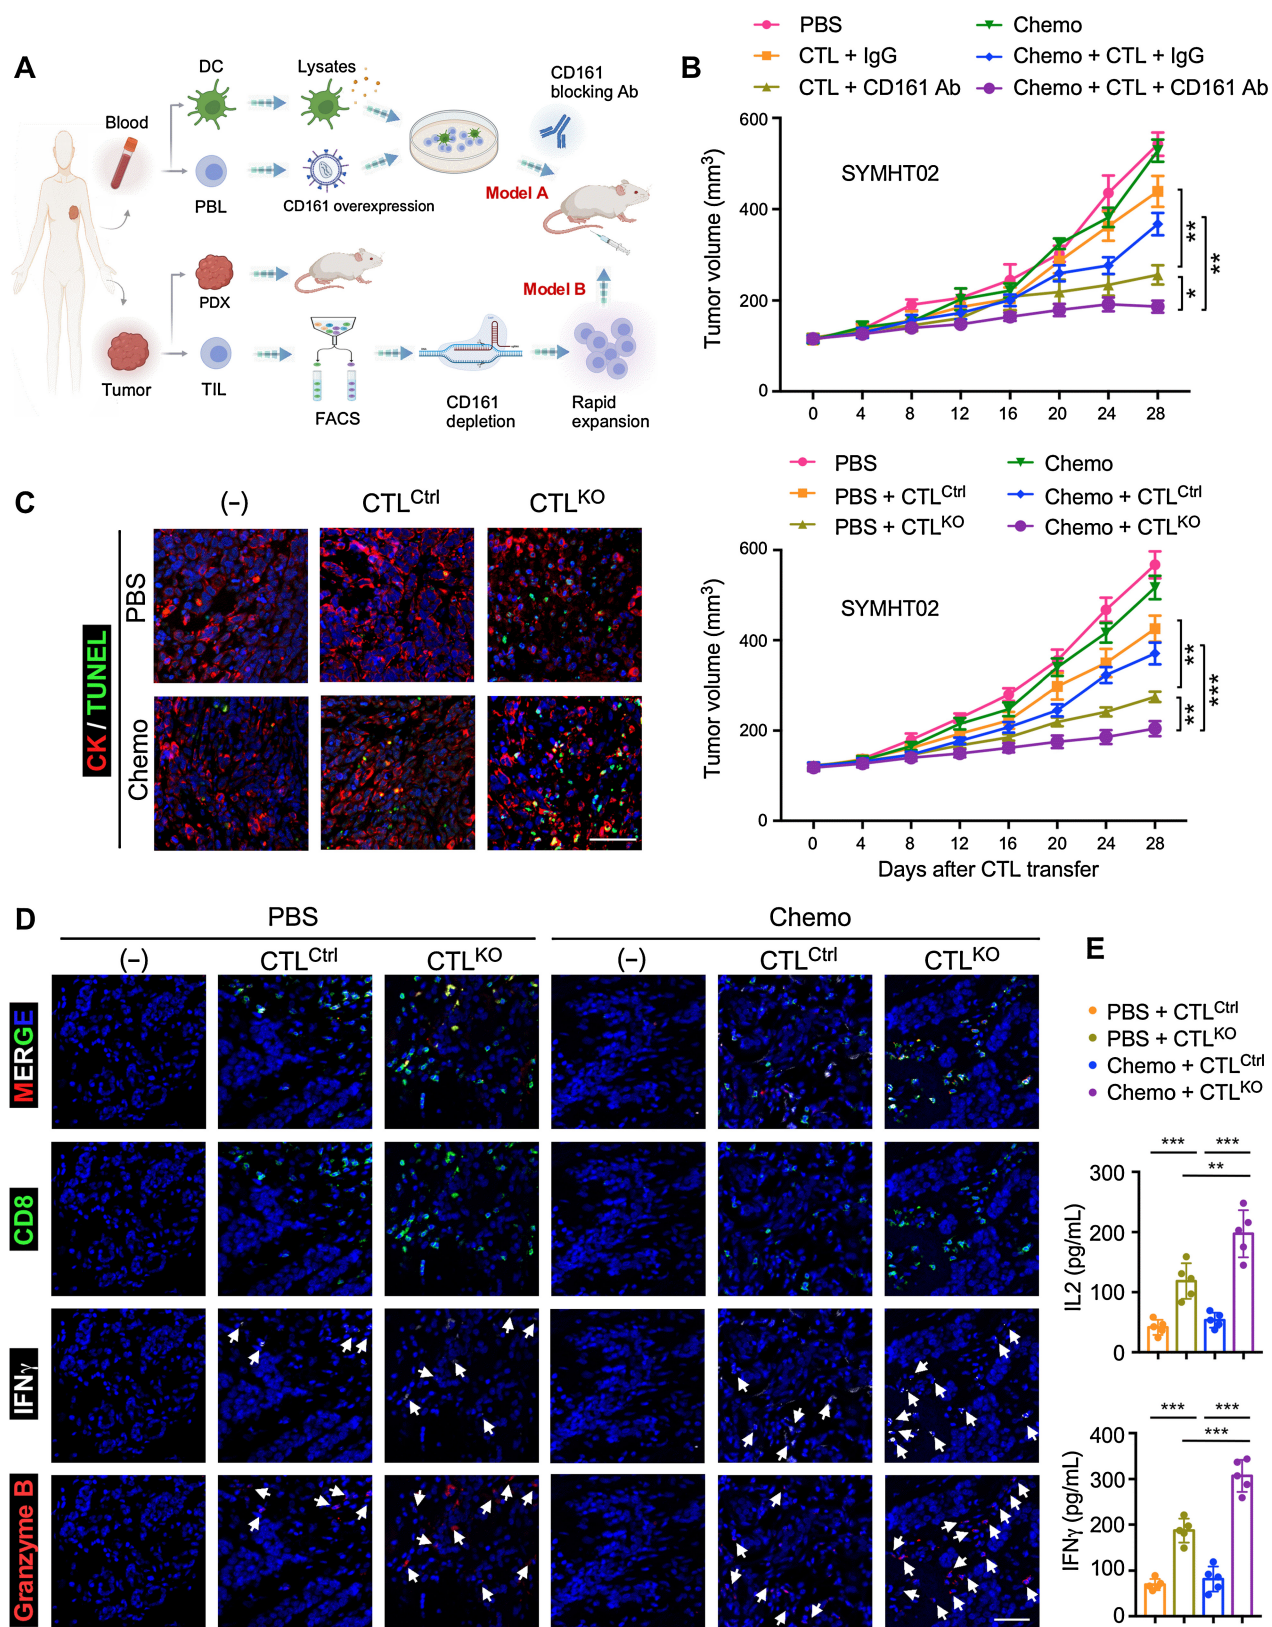 A
Blood
DC
Lysates
CD161
blocking Ab
PBL
CD161 overexpression
Model A
PDX
Model B
Tumor
TIL
FACS
CD161
depletion
Rapid
expansion
B
PBS
Chemo
CTL + IgG
Chemo + CTL + IgG
CTL + CD161 Ab
Chemo + CTL + CD161 Ab
600
400
200
0
Tumor volume (mm³)
SYMHT02
**
**
*
0 4 8 12 16 20 24 28
PBS
Chemo
PBS + CTLCtrl
Chemo + CTLCtrl
PBS + CTLKO
Chemo + CTLKO
600
400
200
0
Tumor volume (mm³)
SYMHT02
**
***
**
0 4 8 12 16 20 24 28
Days after CTL transfer
C
(–) CTLCtrl CTLKO
CK / TUNEL
PBS
Chemo
D
PBS Chemo
(–) CTLCtrl CTLKO (–) CTLCtrl CTLKO
MERGE
CD8
IFNγ
Granzyme B
E
PBS + CTLCtrl
PBS + CTLKO
Chemo + CTLCtrl
Chemo + CTLKO
*** ***
**
300
200
100
0
IL2 (pg/mL)
*** ***
***
400
300
200
100
0
IFNγ (pg/mL)